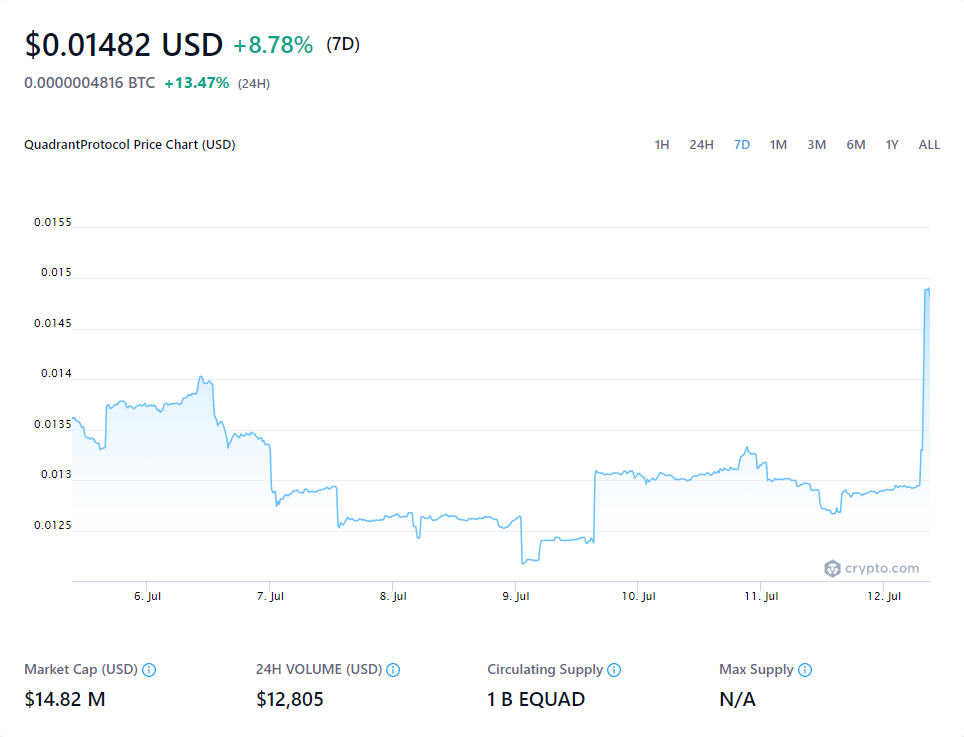 $0.01482 USD +8.78% (7D)
0.0000004816 BTC +13.47% (24H)
QuadrantProtocol Price Chart (USD) 1H 24H 7D 1M 3M 6M 1Y ALL
0.0155
0.015
0.0145
0.014
0.0135
0.013
0.0125
crypto.com
6. Jul 7. Jul 8. Jul 9. Jul 10. Jul 11. Jul 12. Jul
Market Cap (USD) 24H VOLUME (USD) Circulating Supply Max Supply
$14.82 M $12,805 1 B EQUAD N/A